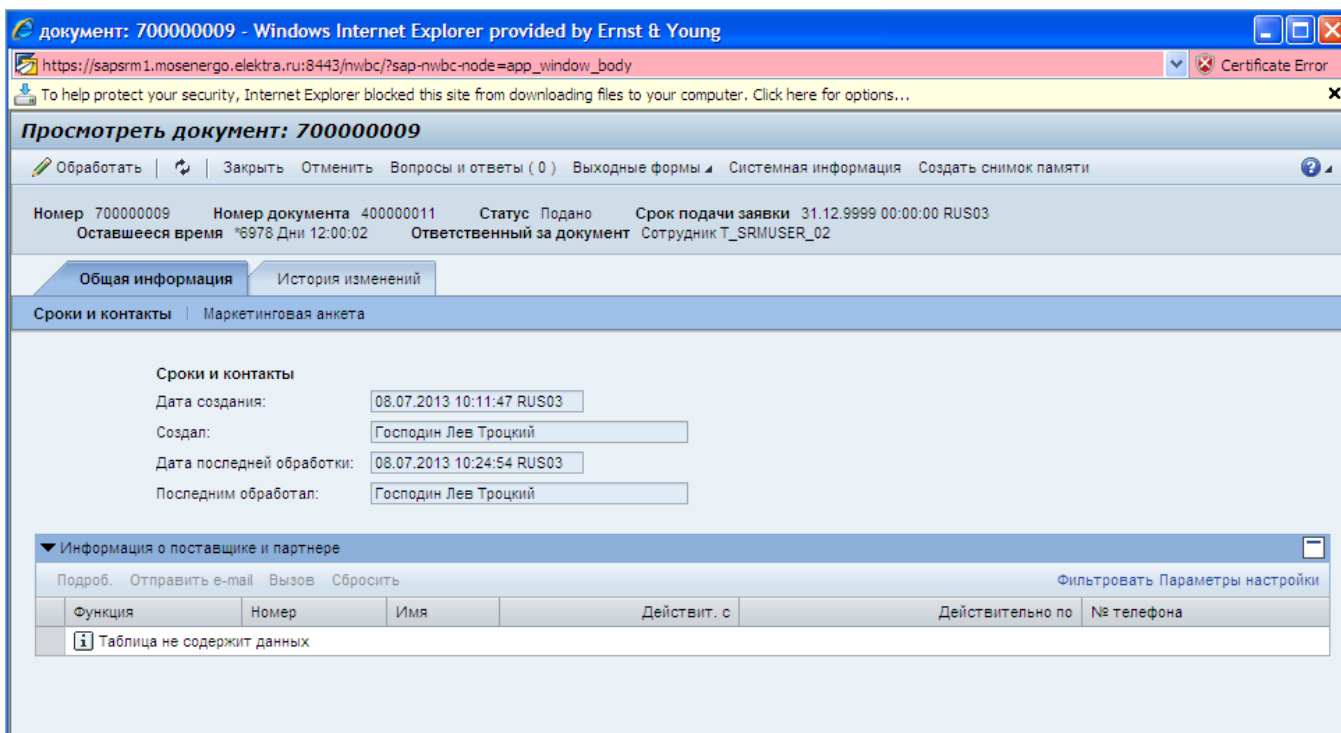 документ: 700000009 - Windows Internet Explorer provided by Ernst & Young
https://sapsrm1.mosenergo.elektra.ru:8443/nwbc/?sap-nwbc-node=app_window_body Certificate Error
To help protect your security, Internet Explorer blocked this site from downloading files to your computer. Click here for options...
Просмотреть документ: 700000009
Обработать Закрыть Отменить Вопросы и ответы ( 0 ) Выходные формы Системная информация Создать снимок памяти
Номер 700000009 Номер документа 400000011 Статус Подано Срок подачи заявки 31.12.9999 00:00:00 RUS03
Оставшееся время *6978 Дни 12:00:02 Ответственный за документ Сотрудник T_SRMUSER_02
Общая информация История изменений
Сроки и контакты | Маркетинговая анкета
Сроки и контакты
Дата создания: 08.07.2013 10:11:47 RUS03
Создал: Господин Лев Троцкий
Дата последней обработки: 08.07.2013 10:24:54 RUS03
Последним обработал: Господин Лев Троцкий
Информация о поставщике и партнере
Подроб. Отправить e-mail Вызов Сбросить Фильтровать Параметры настройки
Функция Номер Имя Действит. с Действительно по № телефона
Таблица не содержит данных